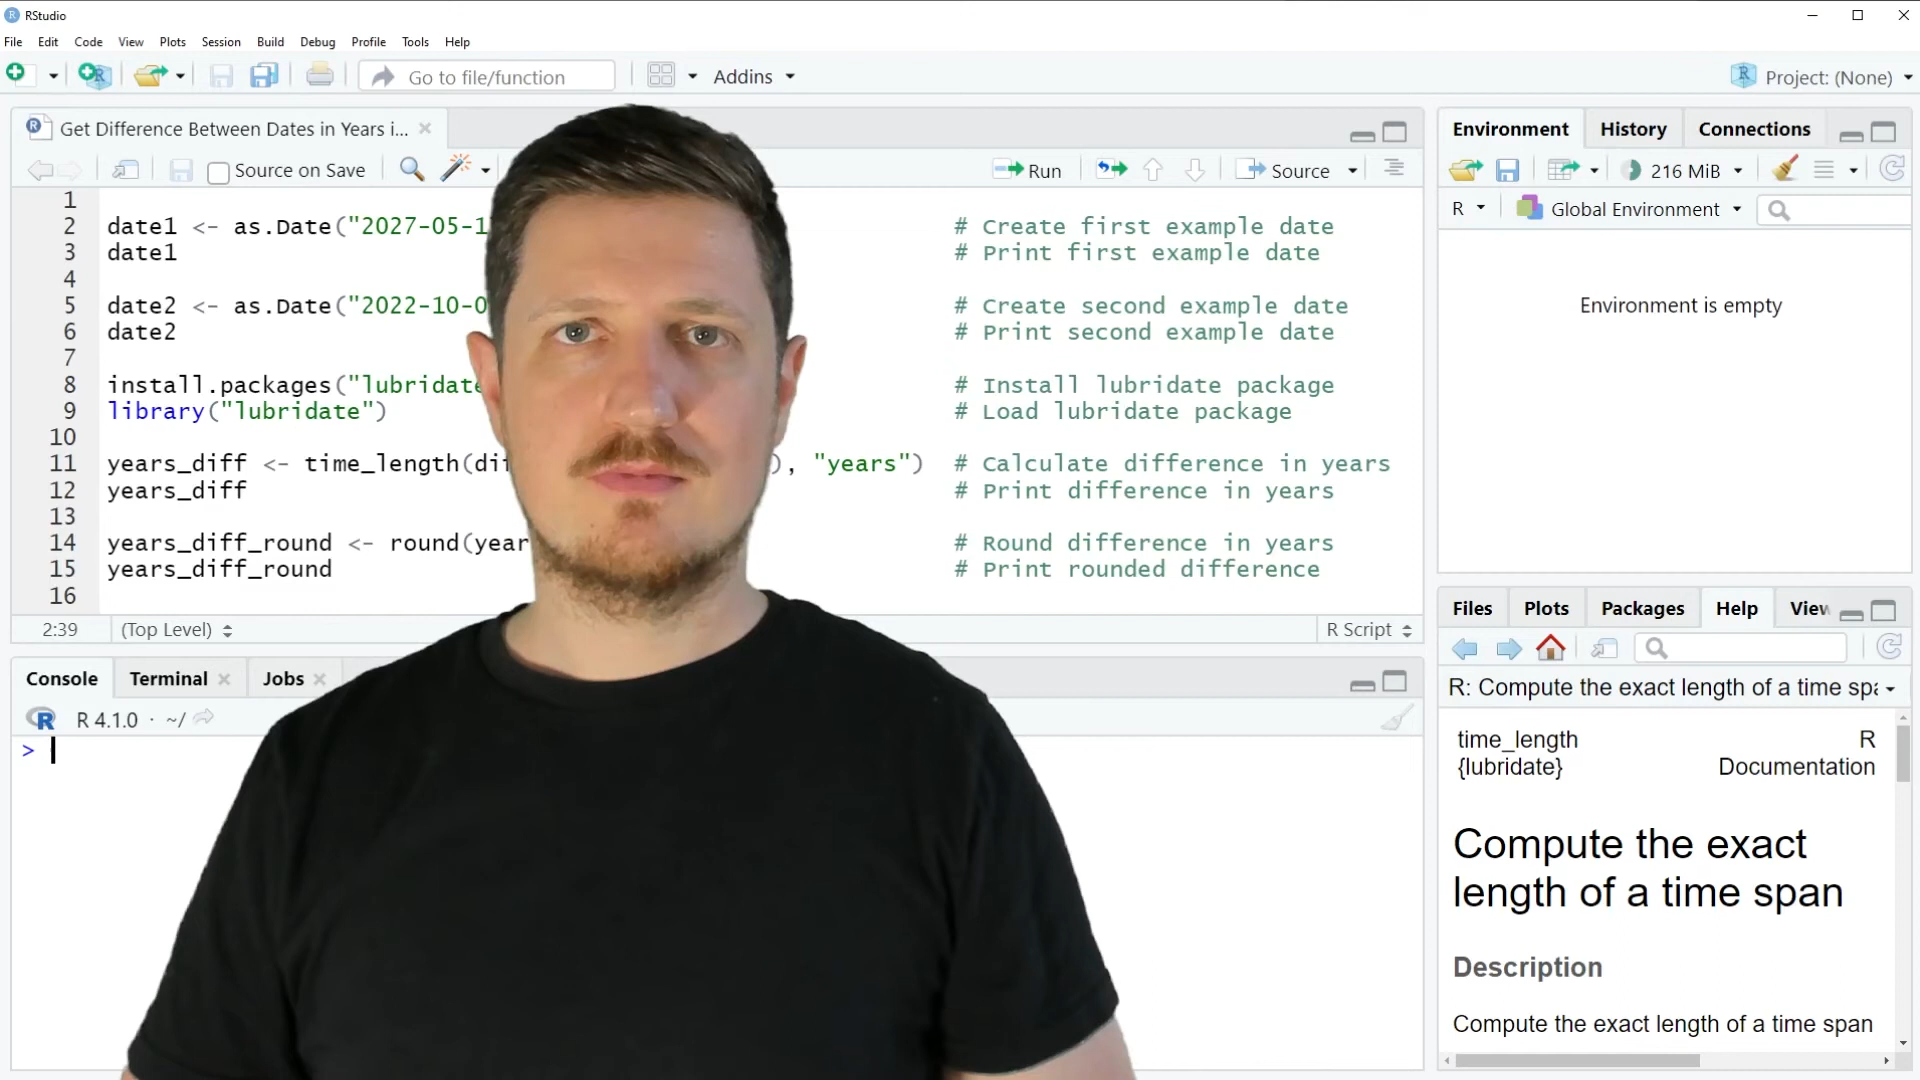 RStudio
File Edit Code View Plots Session Build Debug Profile Tools Help
Go to file/function Addins Project: (None)
Get Difference Between Dates in Years i...
Source on Save Run Source
1
2 date1 <- as.Date("2027-05-1 # Create first example date
3 date1 # Print first example date
4
5 date2 <- as.Date("2022-10-0 # Create second example date
6 date2 # Print second example date
7
8 install.packages("lubridate # Install lubridate package
9 library("lubridate") # Load lubridate package
10
11 years_diff <- time_length(di ), "years") # Calculate difference in years
12 years_diff # Print difference in years
13
14 years_diff_round <- round(year # Round difference in years
15 years_diff_round # Print rounded difference
16
2:39 (Top Level) R Script
Console Terminal Jobs
R 4.1.0 · ~/
>
Environment History Connections
216 MiB
R Global Environment
Environment is empty
Files Plots Packages Help View
R: Compute the exact length of a time spa
time_length R
{lubridate} Documentation
Compute the exact
length of a time span
Description
Compute the exact length of a time span